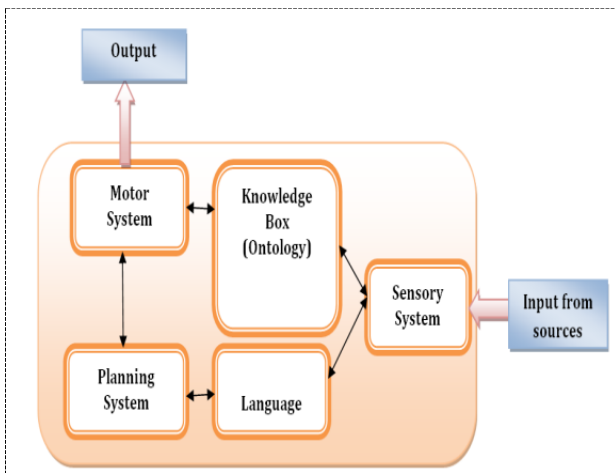 Output
Motor
System
Knowledge
Box
(Ontology)
Sensory
System
Input from
sources
Planning
System
Language